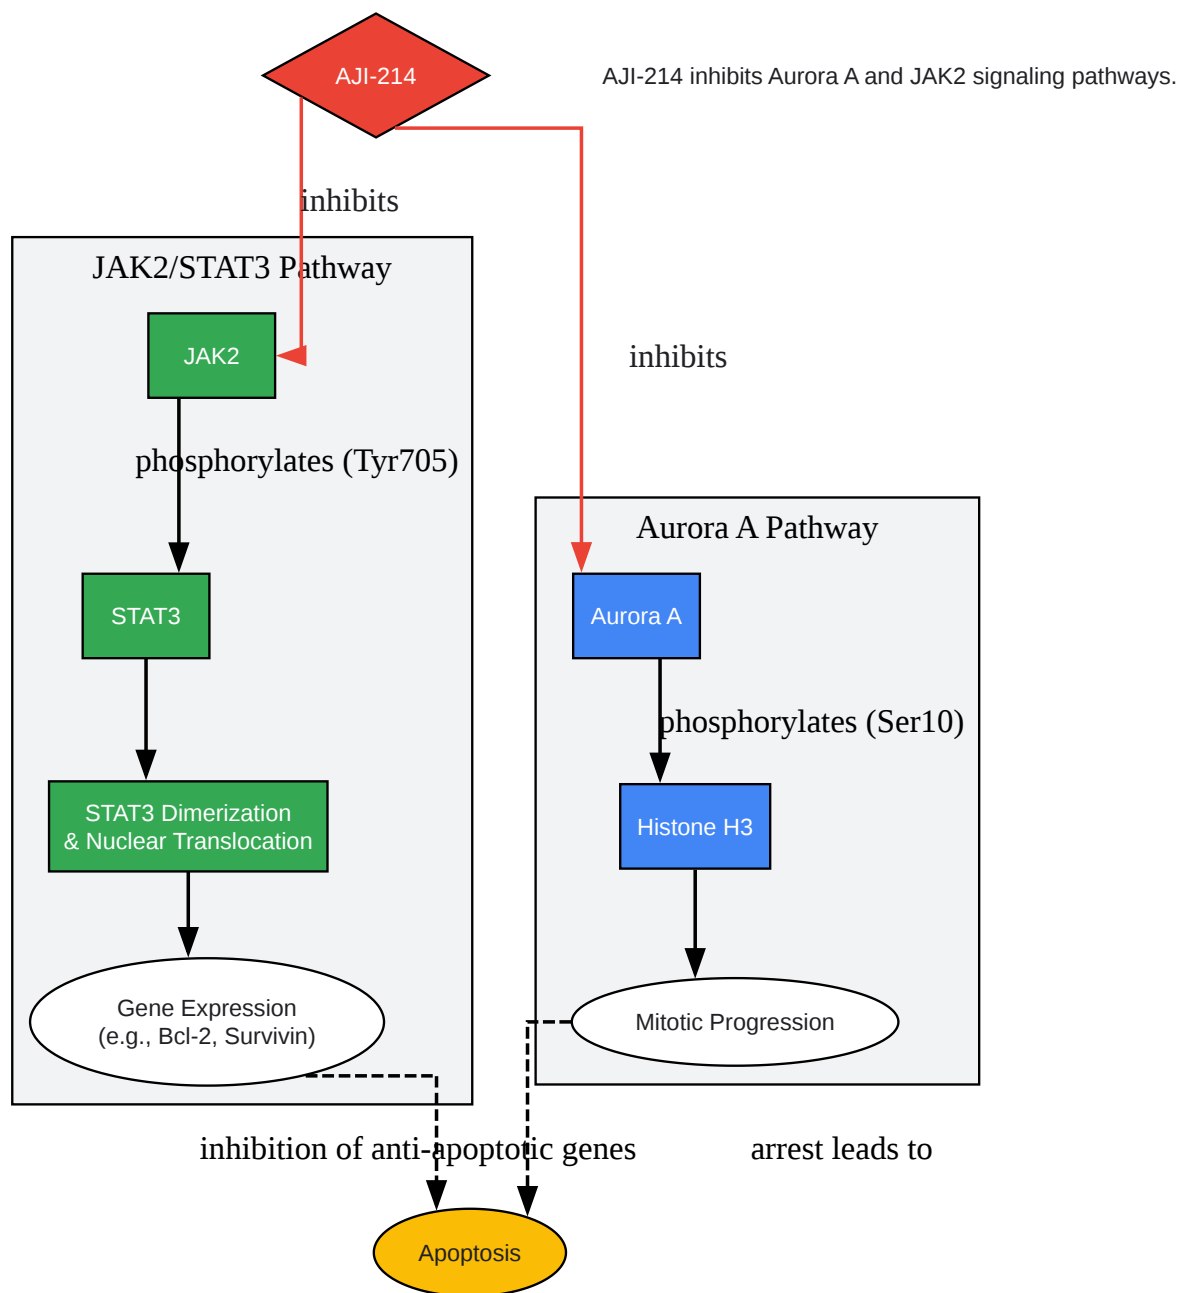 AJI-214
AJI-214 inhibits Aurora A and JAK2 signaling pathways.
inhibits
JAK2/STAT3 Pathway
JAK2
inhibits
phosphorylates (Tyr705)
Aurora A Pathway
STAT3
Aurora A
phosphorylates (Ser10)
STAT3 Dimerization
& Nuclear Translocation
Histone H3
Gene Expression
(e.g., Bcl-2, Survivin)
Mitotic Progression
inhibition of anti-apoptotic genes
arrest leads to
Apoptosis